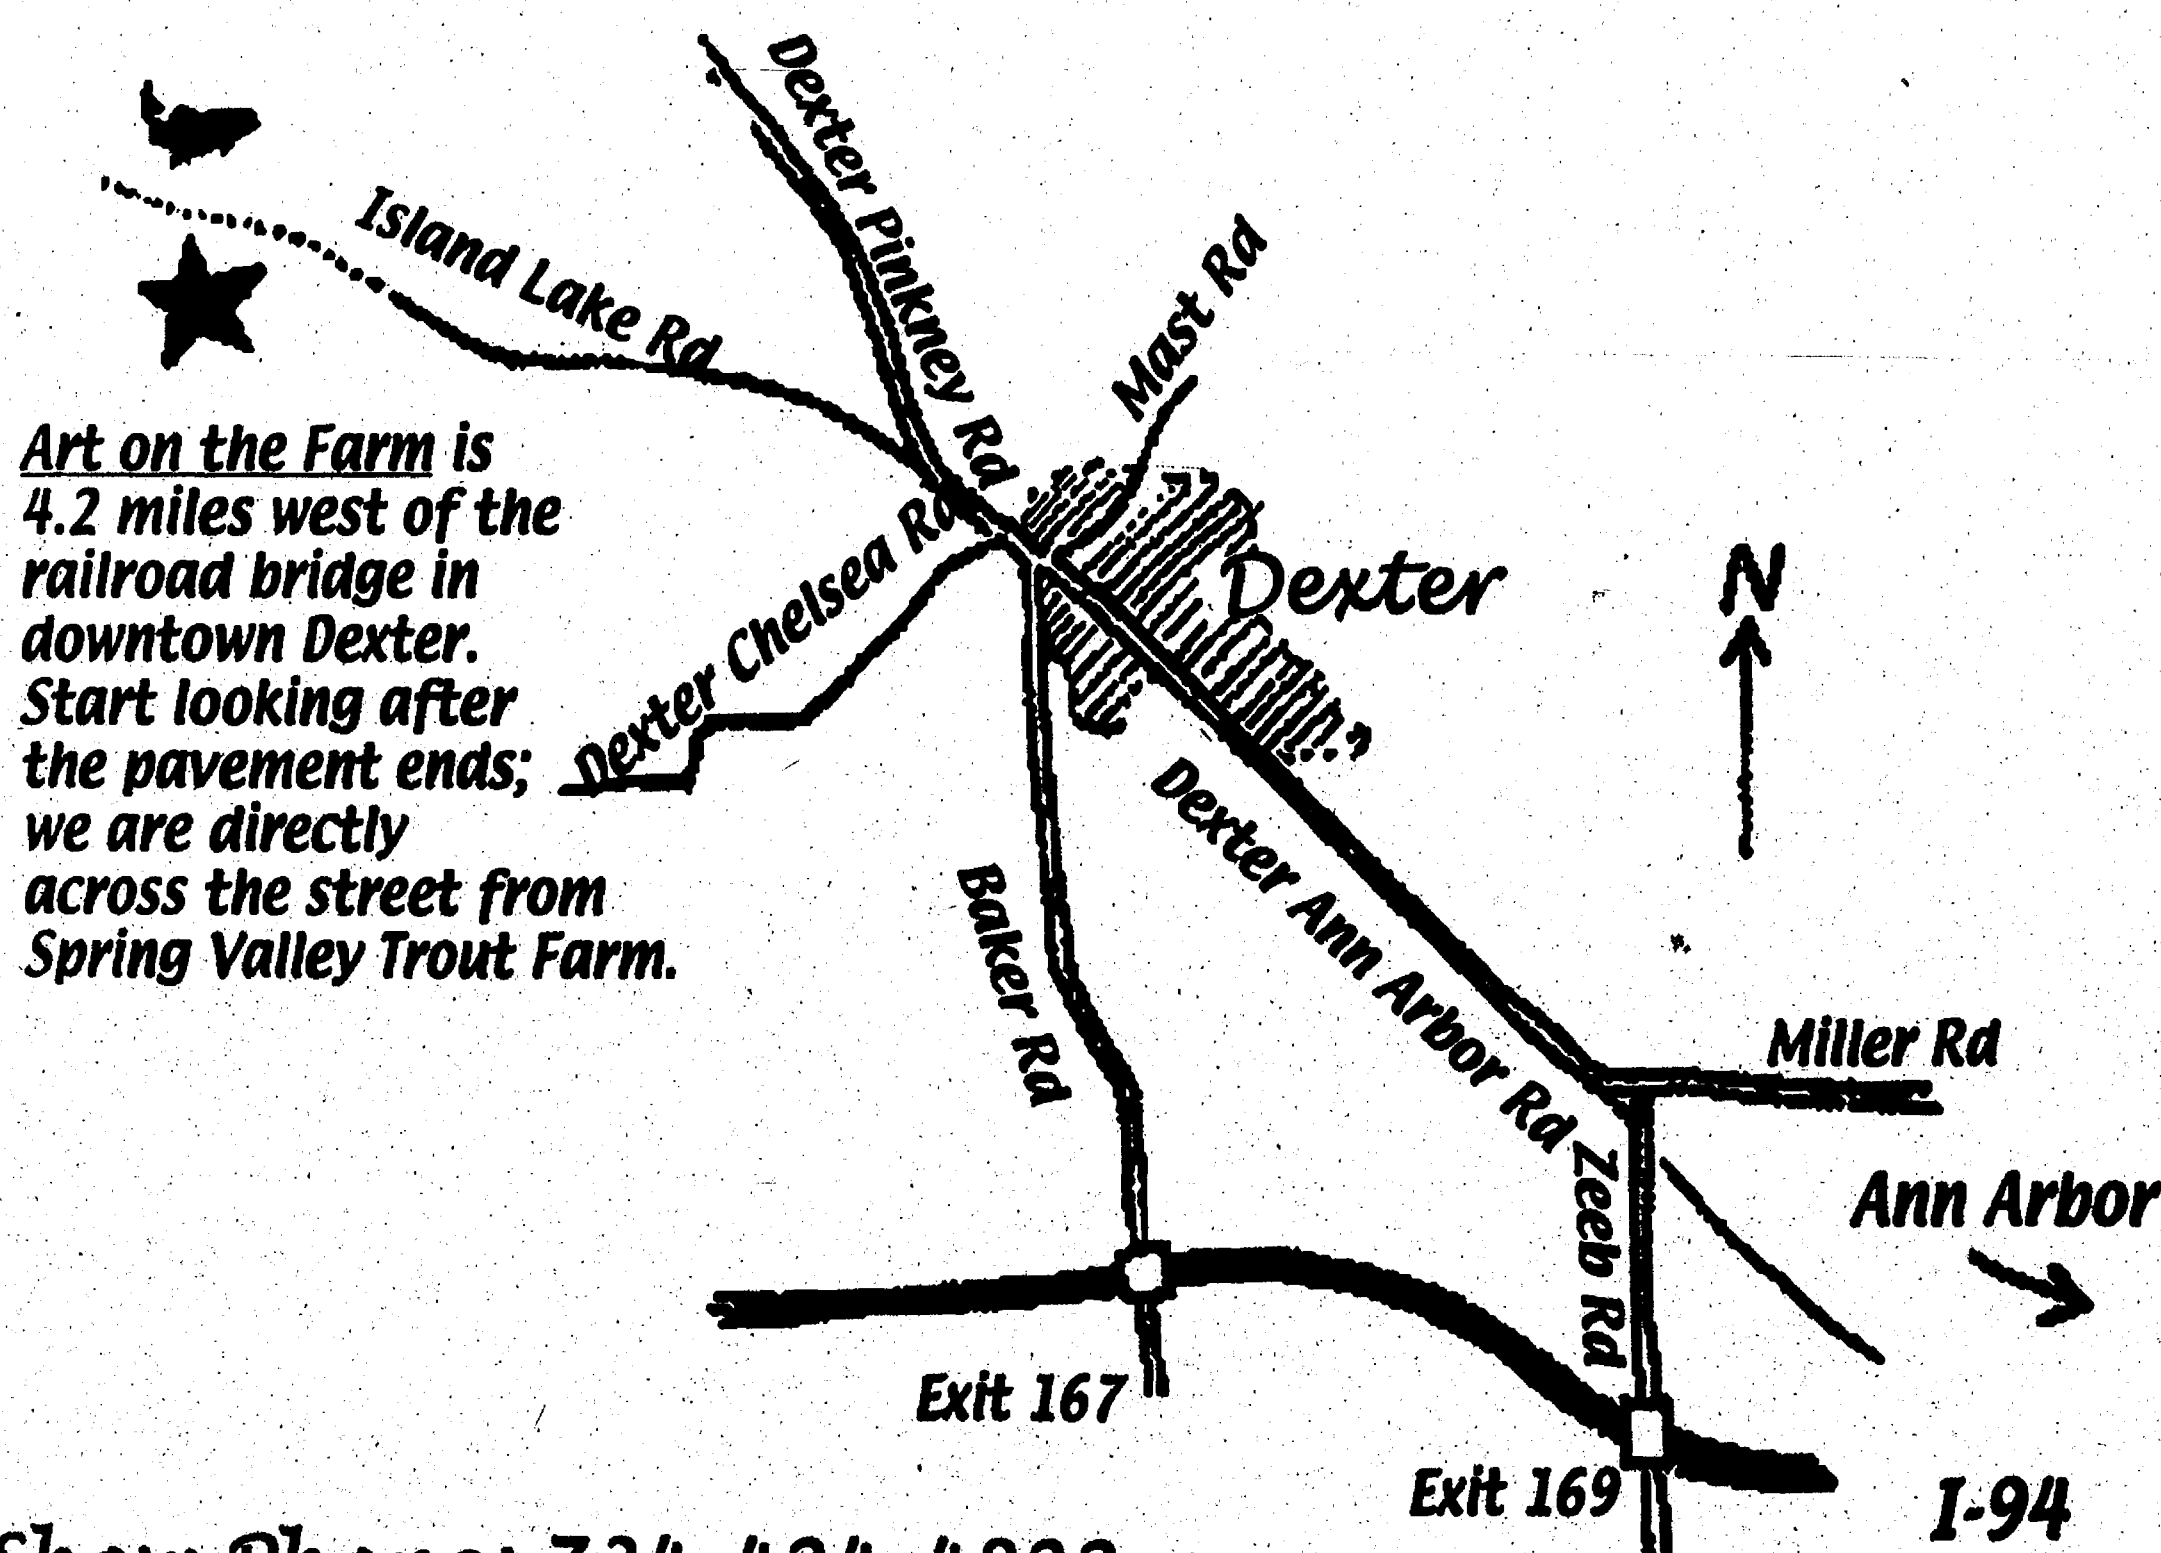 Dexter Pinkney Rd
Island Lake Rd
Mast Rd
Art on the Farm is
4.2 miles west of the
railroad bridge in
downtown Dexter.
Start looking after
the pavement ends;
we are directly
across the street from
Spring Valley Trout Farm.
Dexter Chelsea Rd
Dexter
N
Dexter Ann Arbor Rd
Baker Rd
Miller Rd
Zeeb Rd
Ann Arbor
Exit 167
Exit 169
I-94
Show Phone: 734